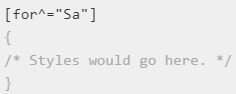 [for^="Sa"]
{
/* Styles would go here. */
}